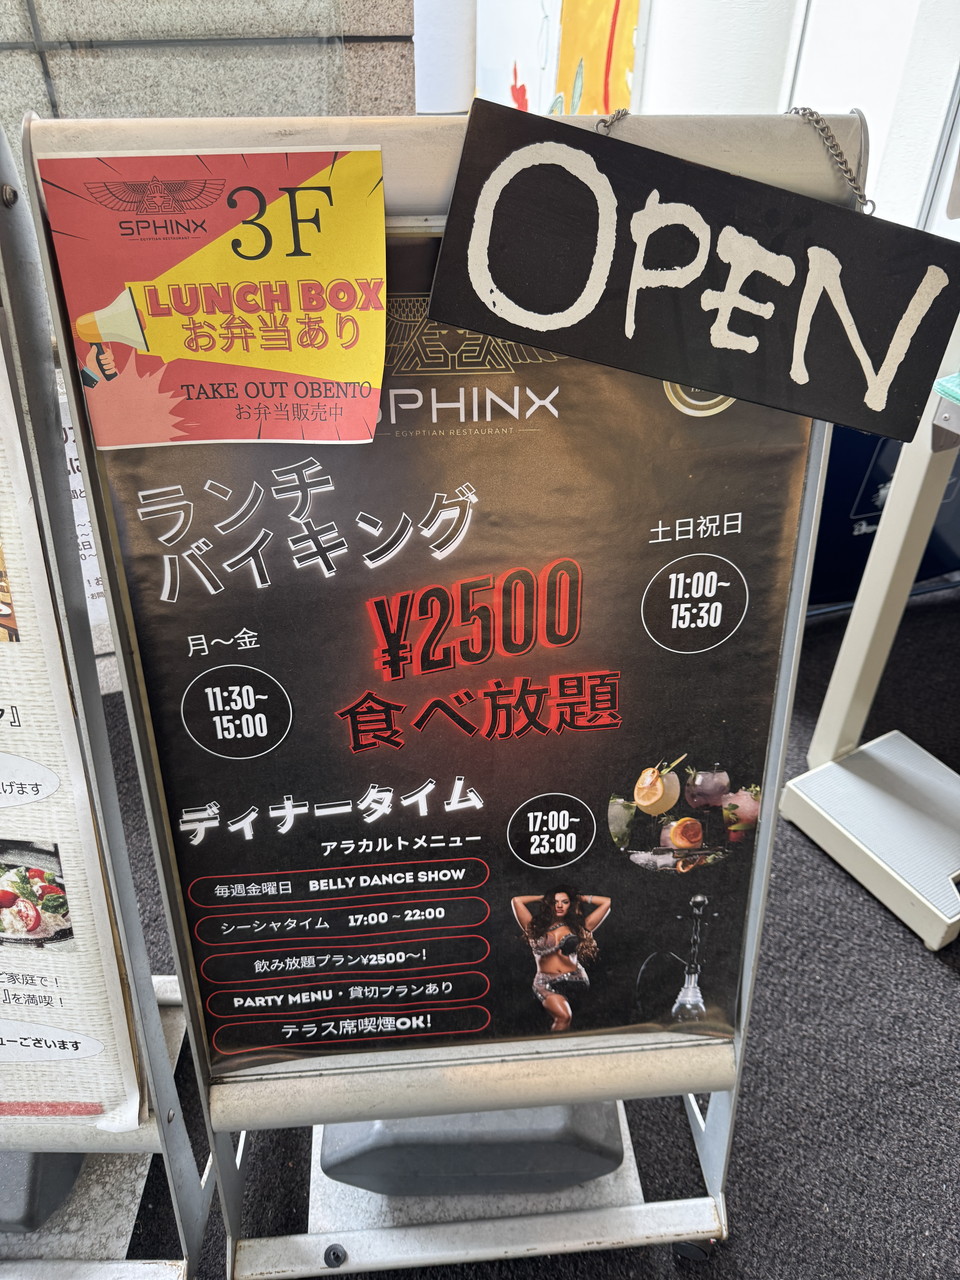 SPHINX
EGYPTIAN RESTAURANT
3F
LUNCH BOX
お弁当あり
TAKE OUT OBENTO
お弁当販売中
OPEN
SPHINX
EGYPTIAN RESTAURANT
ランチ
バイキング
土日祝日
11:00~
15:30
¥2500
食べ放題
月〜金
11:30~
15:00
ディナータイム
アラカルトメニュー
17:00~
23:00
毎週金曜日 BELLY DANCE SHOW
シーシャタイム 17:00 ~ 22:00
飲み放題プラン¥2500〜!
PARTY MENU・貸切プランあり
テラス席喫煙OK!
げます
ご家庭で！
』を満喫！
ューございます